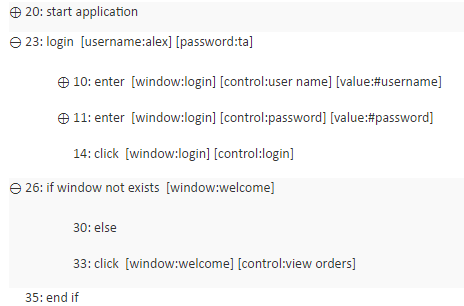 20: start application
23: login [username:alex] [password:ta]
10: enter [window:login] [control:user name] [value:#username]
11: enter [window:login] [control:password] [value:#password]
14: click [window:login] [control:login]
26: if window not exists [window:welcome]
30: else
33: click [window:welcome] [control:view orders]
35: end if